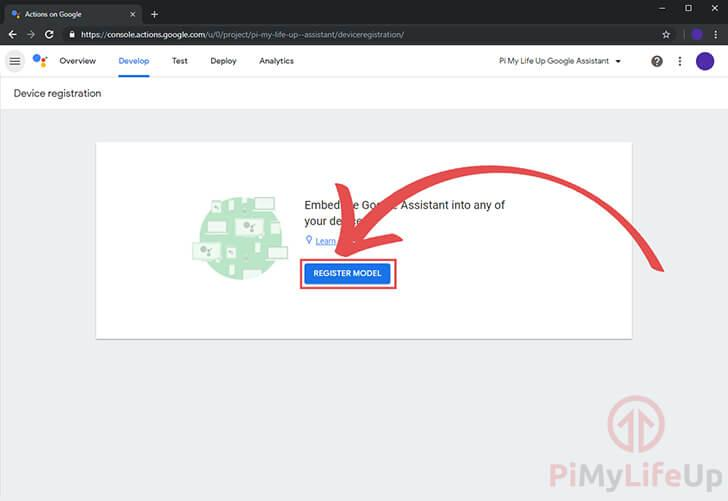 Actions on Google
https://console.actions.google.com/u/0/project/pi-my-life-up--assistant/deviceregistration/
Overview Develop Test Deploy Analytics Pi My Life Up Google Assistant
Device registration
Embed Assistant into any of
your
Learn
REGISTER MODEL
PiMyLifeUp